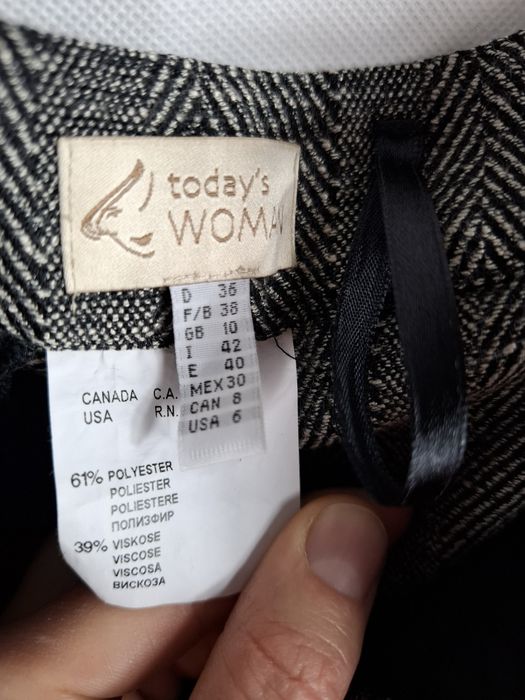 today's
WOMAN
D 36
F/B 38
GB 10
I 42
E 40
MEX 30
CAN 8
USA 6
CANADA C.A.
USA R.N.
61% POLYESTER
POLIESTER
POLIESTERE
ПОЛИЭФИР
39% VISKOSE
VISCOSE
VISCOSA
ВИСКОЗА